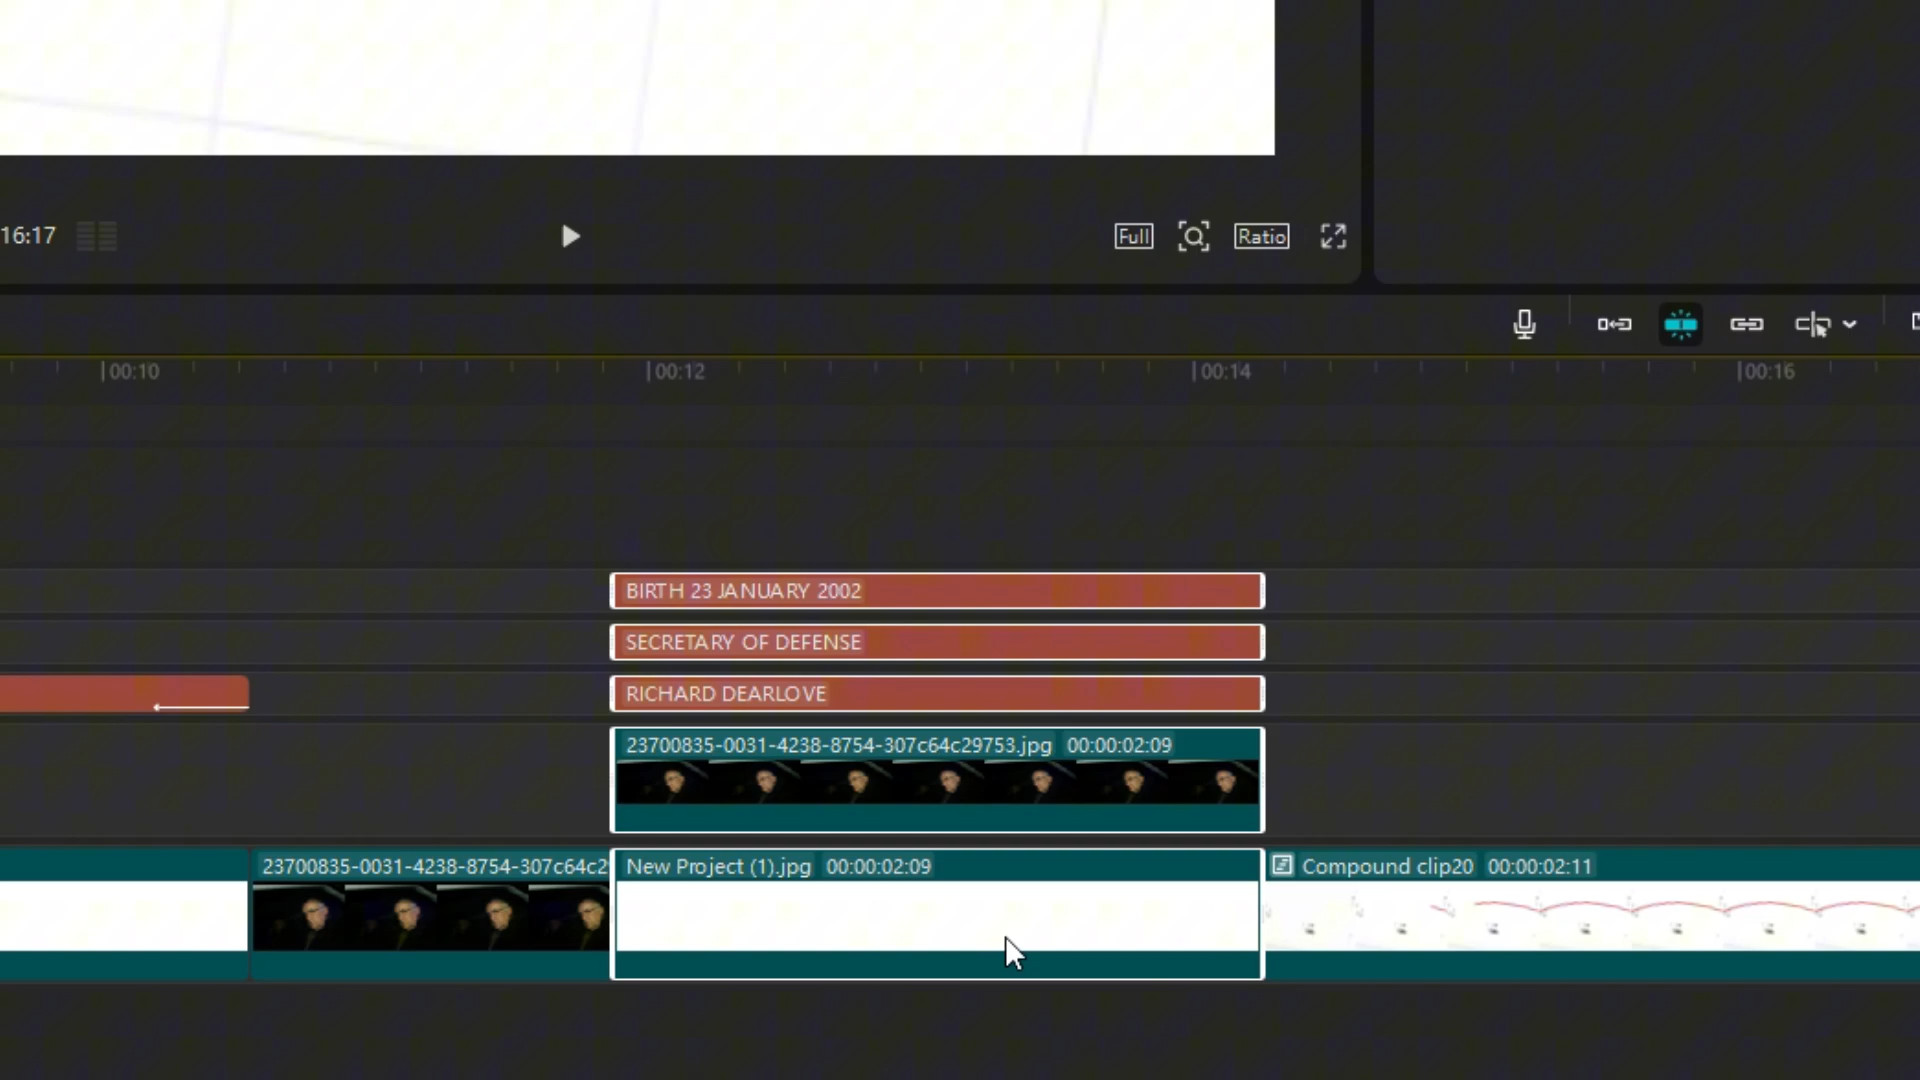 16:17
Full
Ratio
00:10
00:12
00:14
00:16
BIRTH 23 JANUARY 2002
SECRETARY OF DEFENSE
RICHARD DEARLOVE
23700835-0031-4238-8754-307c64c29753.jpg 00:00:02:09
23700835-0031-4238-8754-307c64c2
New Project (1).jpg 00:00:02:09
Compound clip20 00:00:02:11